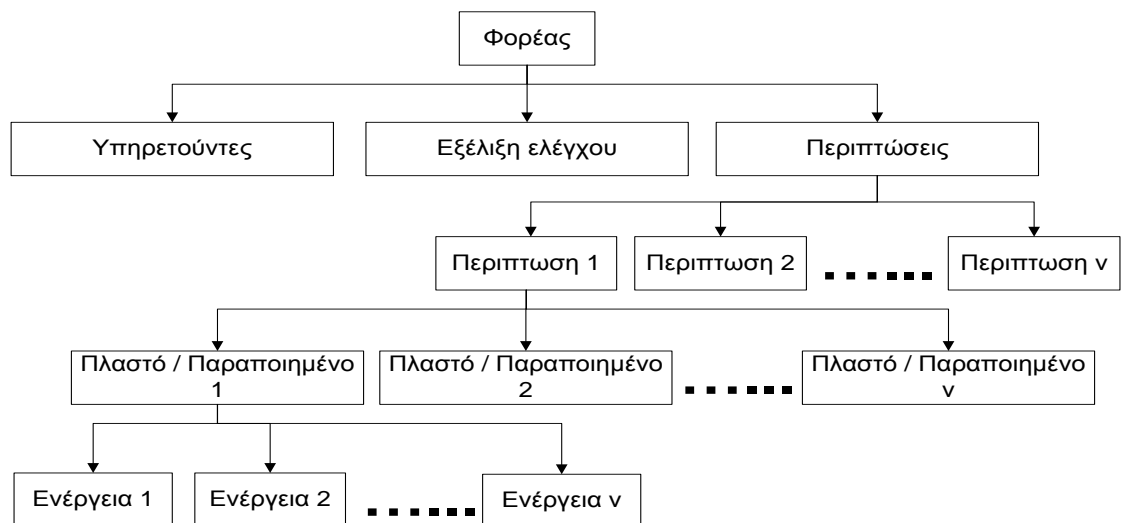 Φορέας
Υπηρετούντες
Εξέλιξη ελέγχου
Περιπτώσεις
Περιπτωση 1
Περιπτωση 2
Περιπτωση ν
Πλαστό / Παραποιημένο
1
Πλαστό / Παραποιημένο
2
Πλαστό / Παραποιημένο
ν
Ενέργεια 1
Ενέργεια 2
Ενέργεια ν